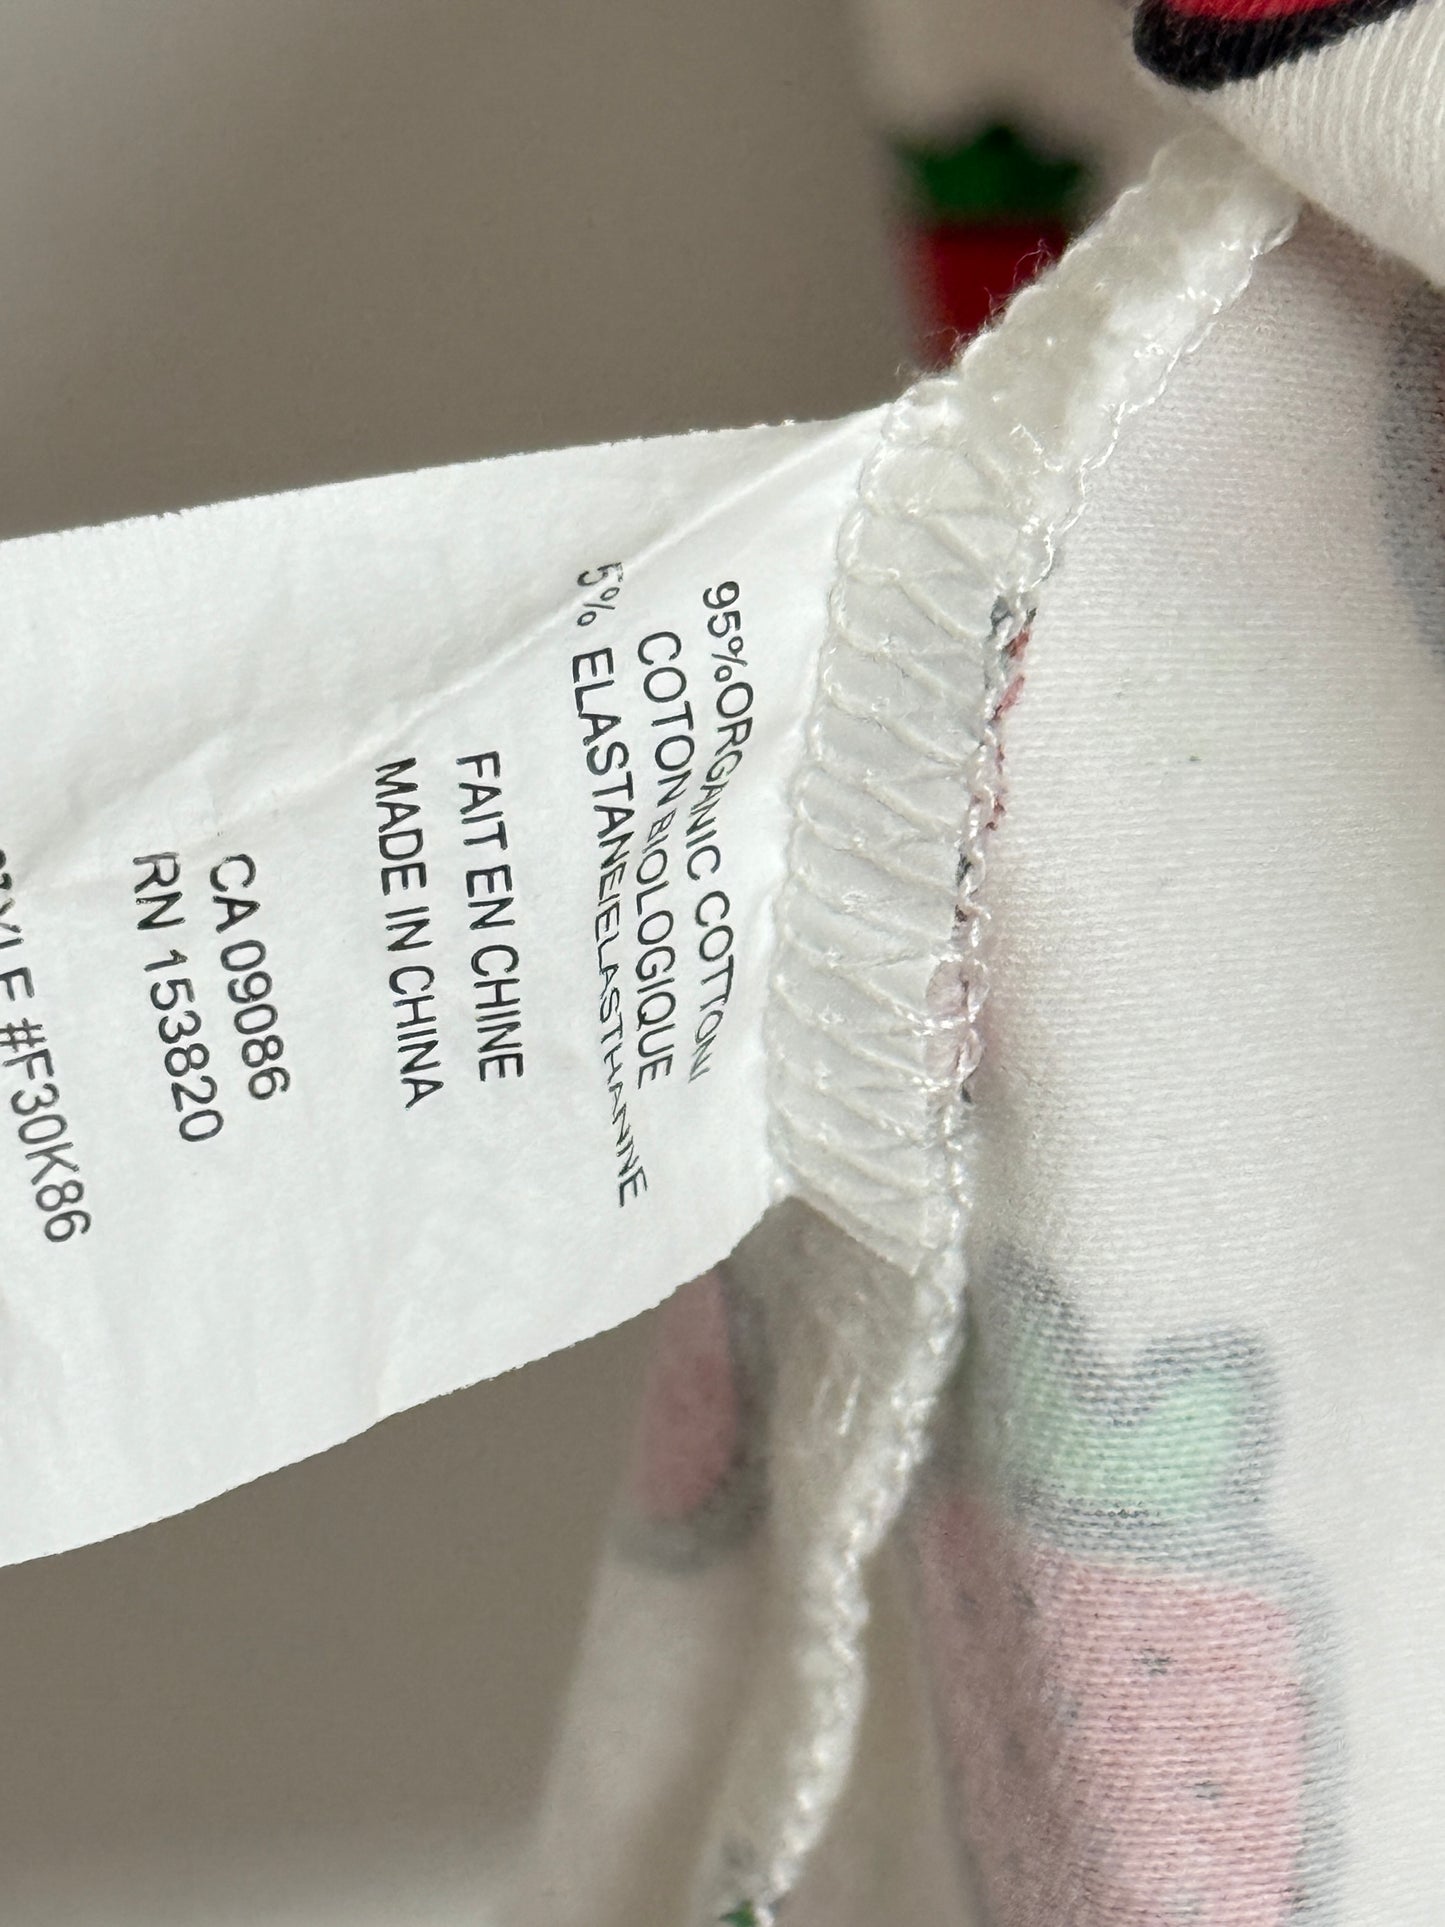 95%ORGANIC COTTON
COTON BIOLOGIQUE
5% ELASTANE/ELASTHANNE
FAIT EN CHINE
MADE IN CHINA
CA 09086
RN 153820
STYLE #F30K86